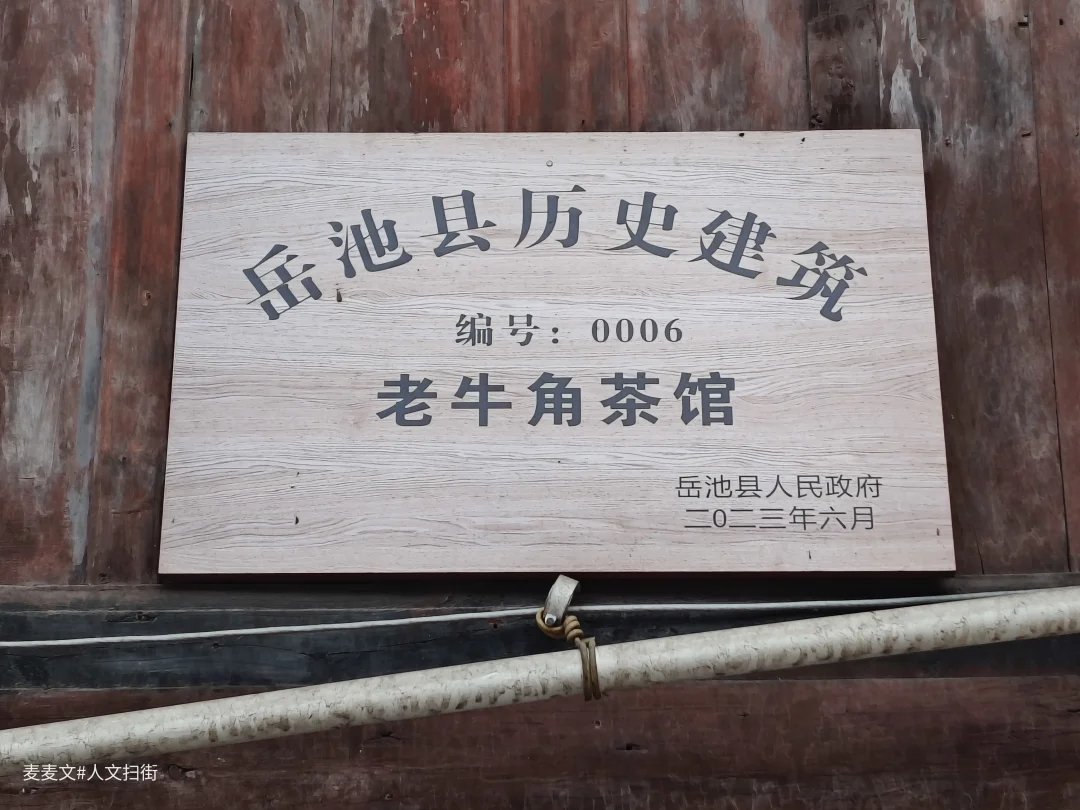 岳池县历史建筑
编号：0006
老牛角茶馆
岳池县人民政府
二0二三年六月
麦麦文#人文扫街